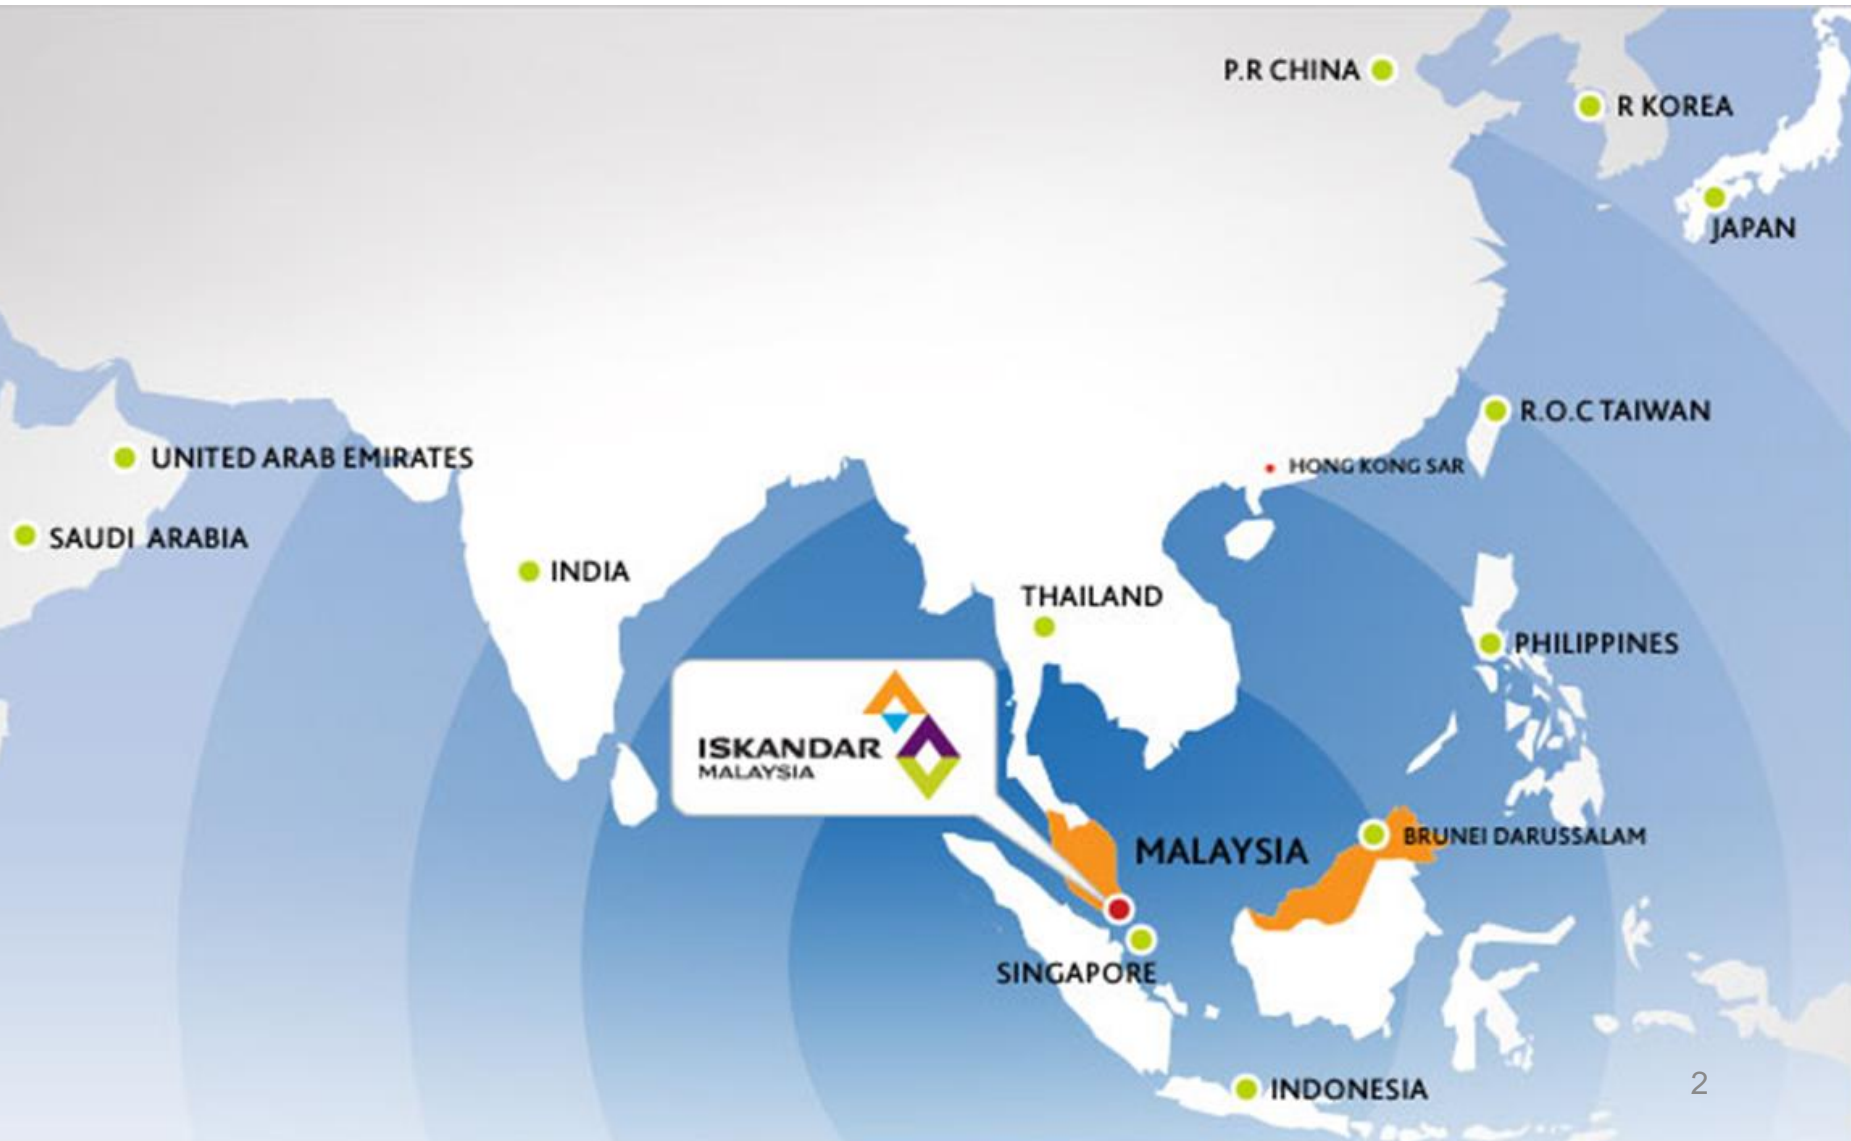 P.R CHINA
R KOREA
JAPAN
R.O.C TAIWAN
UNITED ARAB EMIRATES
HONG KONG SAR
SAUDI ARABIA
INDIA
THAILAND
PHILIPPINES
ISKANDAR
MALAYSIA
MALAYSIA
BRUNEI DARUSSALAM
SINGAPORE
INDONESIA
2